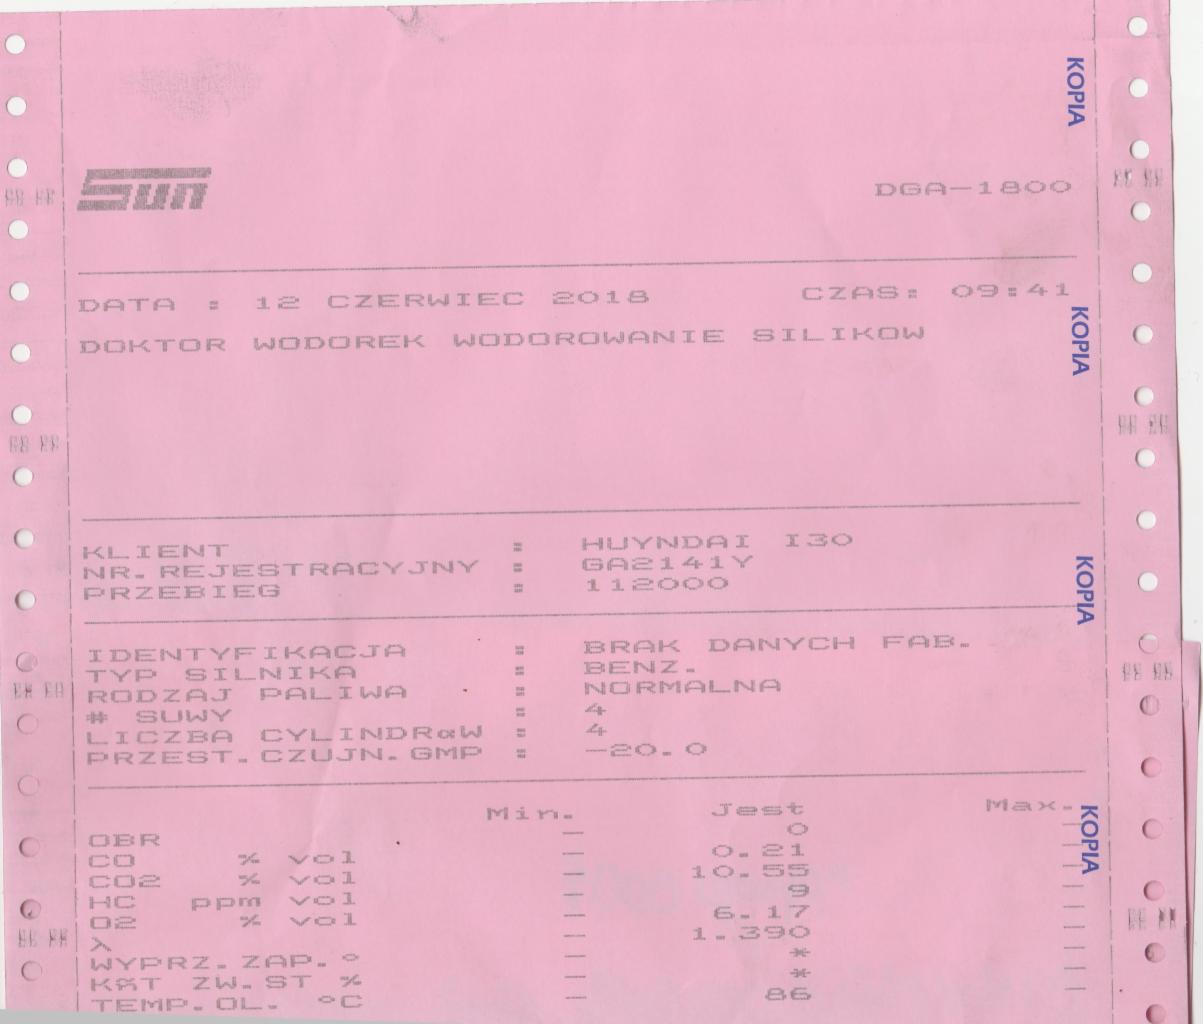 KOPIA
Sun DGA-1800
DATA : 12 CZERWIEC 2018 CZAS: 09:41
KOPIA
DOKTOR WODOREK WODOROWANIE SILIKOW
KLIENT : HUYNDAI I30
NR.REJESTRACYJNY : GA2141Y
PRZEBIEG : 112000
KOPIA
IDENTYFIKACJA : BRAK DANYCH FAB.
TYP SILNIKA : BENZ.
RODZAJ PALIWA : NORMALNA
# SUWY : 4
LICZBA CYLINDRαW : 4
PRZEST.CZUJN.GMP : -20.0
Min. Jest Max.
KOPIA
OBR — 0 —
CO % vol — 0.21 —
CO2 % vol — 10.55 —
HC ppm vol — 9 —
O2 % vol — 6.17 —
λ — 1.390 —
WYPRZ.ZAP.° — * —
KąT ZW.ST % — * —
TEMP.OL. °C — 86 —